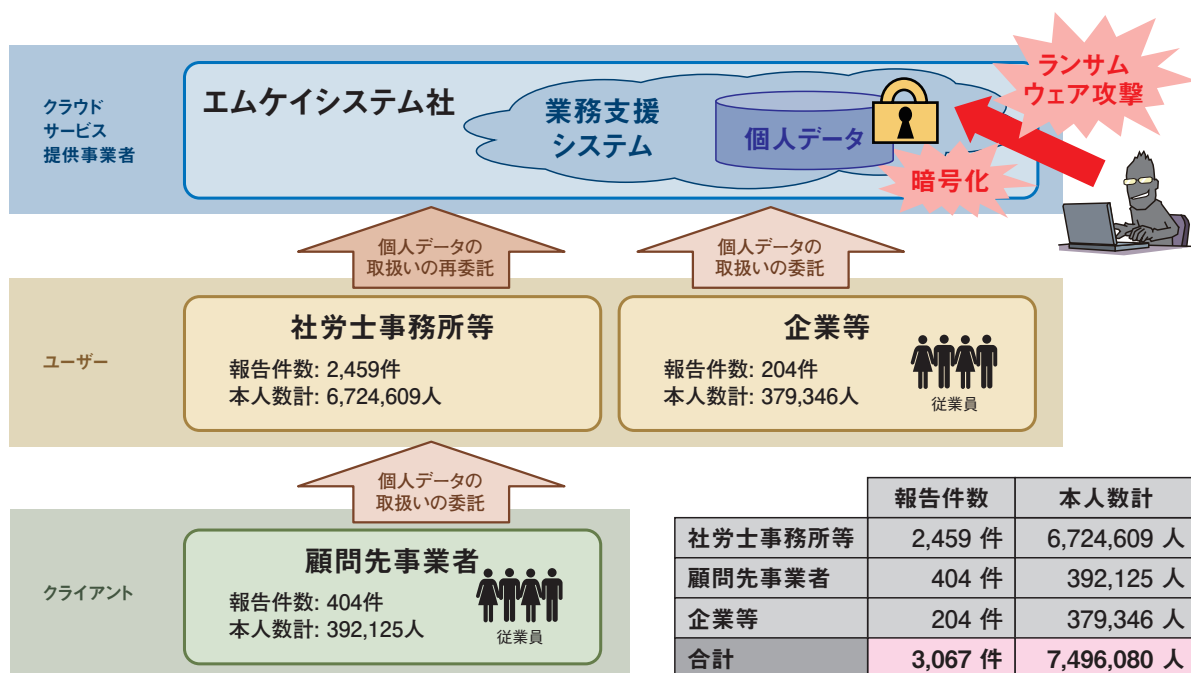 クラウド
サービス
提供事業者
エムケイシステム社
業務支援
システム
個人データ
暗号化
ランサム
ウェア攻撃
個人データの
取扱いの再委託
個人データの
取扱いの委託
ユーザー
社労士事務所等
報告件数: 2,459件
本人数計: 6,724,609人
企業等
報告件数: 204件
本人数計: 379,346人
従業員
個人データの
取扱いの委託
クライアント
顧問先事業者
報告件数: 404件
本人数計: 392,125人
従業員
報告件数 本人数計
社労士事務所等 2,459 件 6,724,609 人
顧問先事業者 404 件 392,125 人
企業等 204 件 379,346 人
合計 3,067 件 7,496,080 人